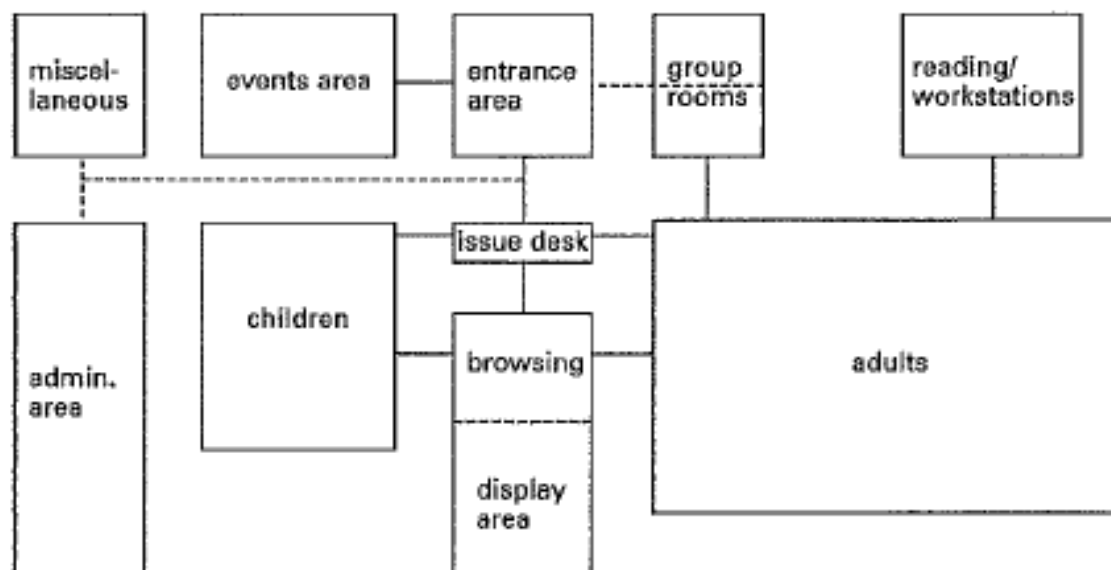 miscel-
laneous
events area
entrance
area
group
rooms
reading/
workstations
issue desk
children
browsing
adults
admin.
area
display
area